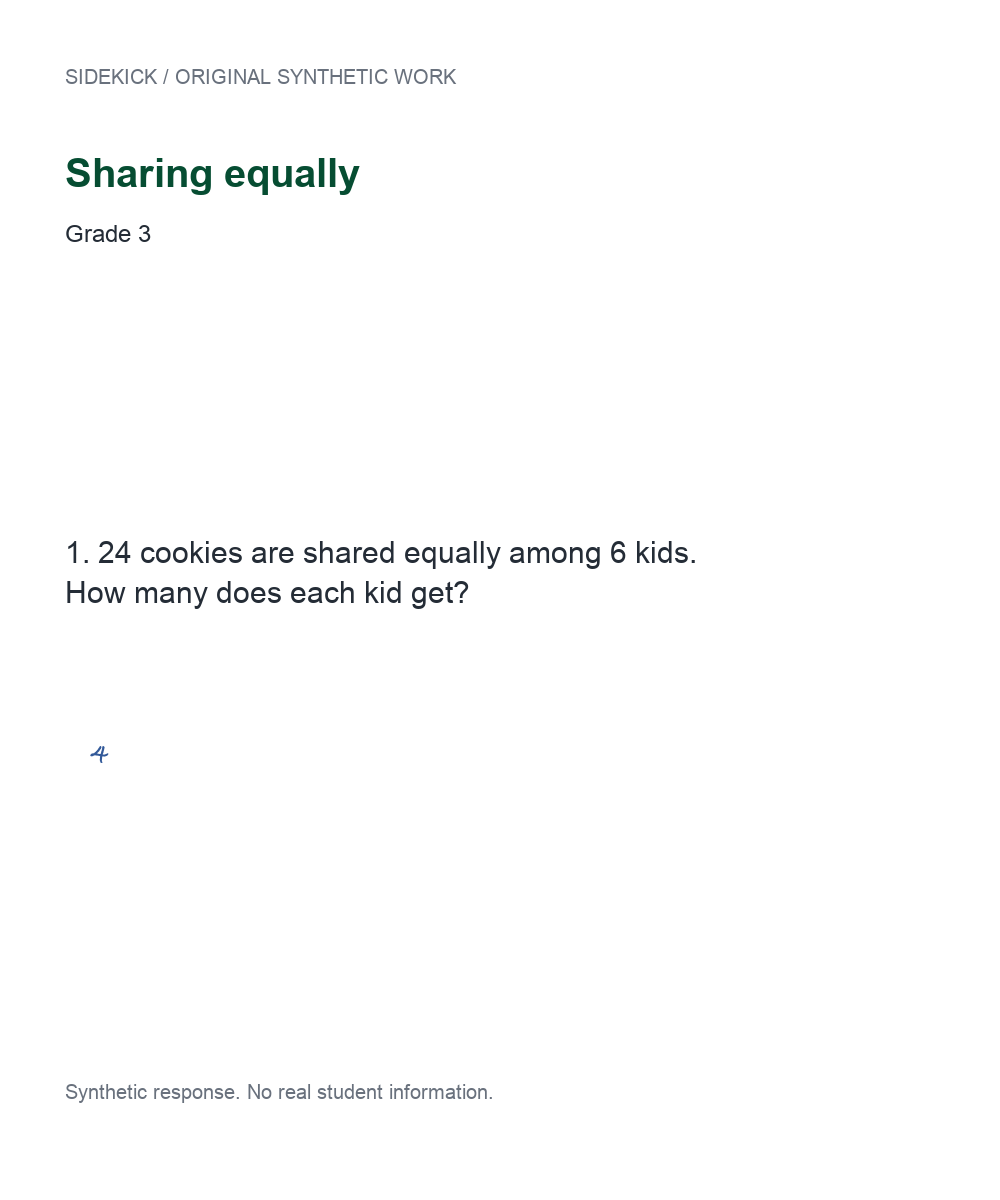 SIDEKICK / ORIGINAL SYNTHETIC WORK
Sharing equally
Grade 3
1. 24 cookies are shared equally among 6 kids.
How many does each kid get?
4
Synthetic response. No real student information.